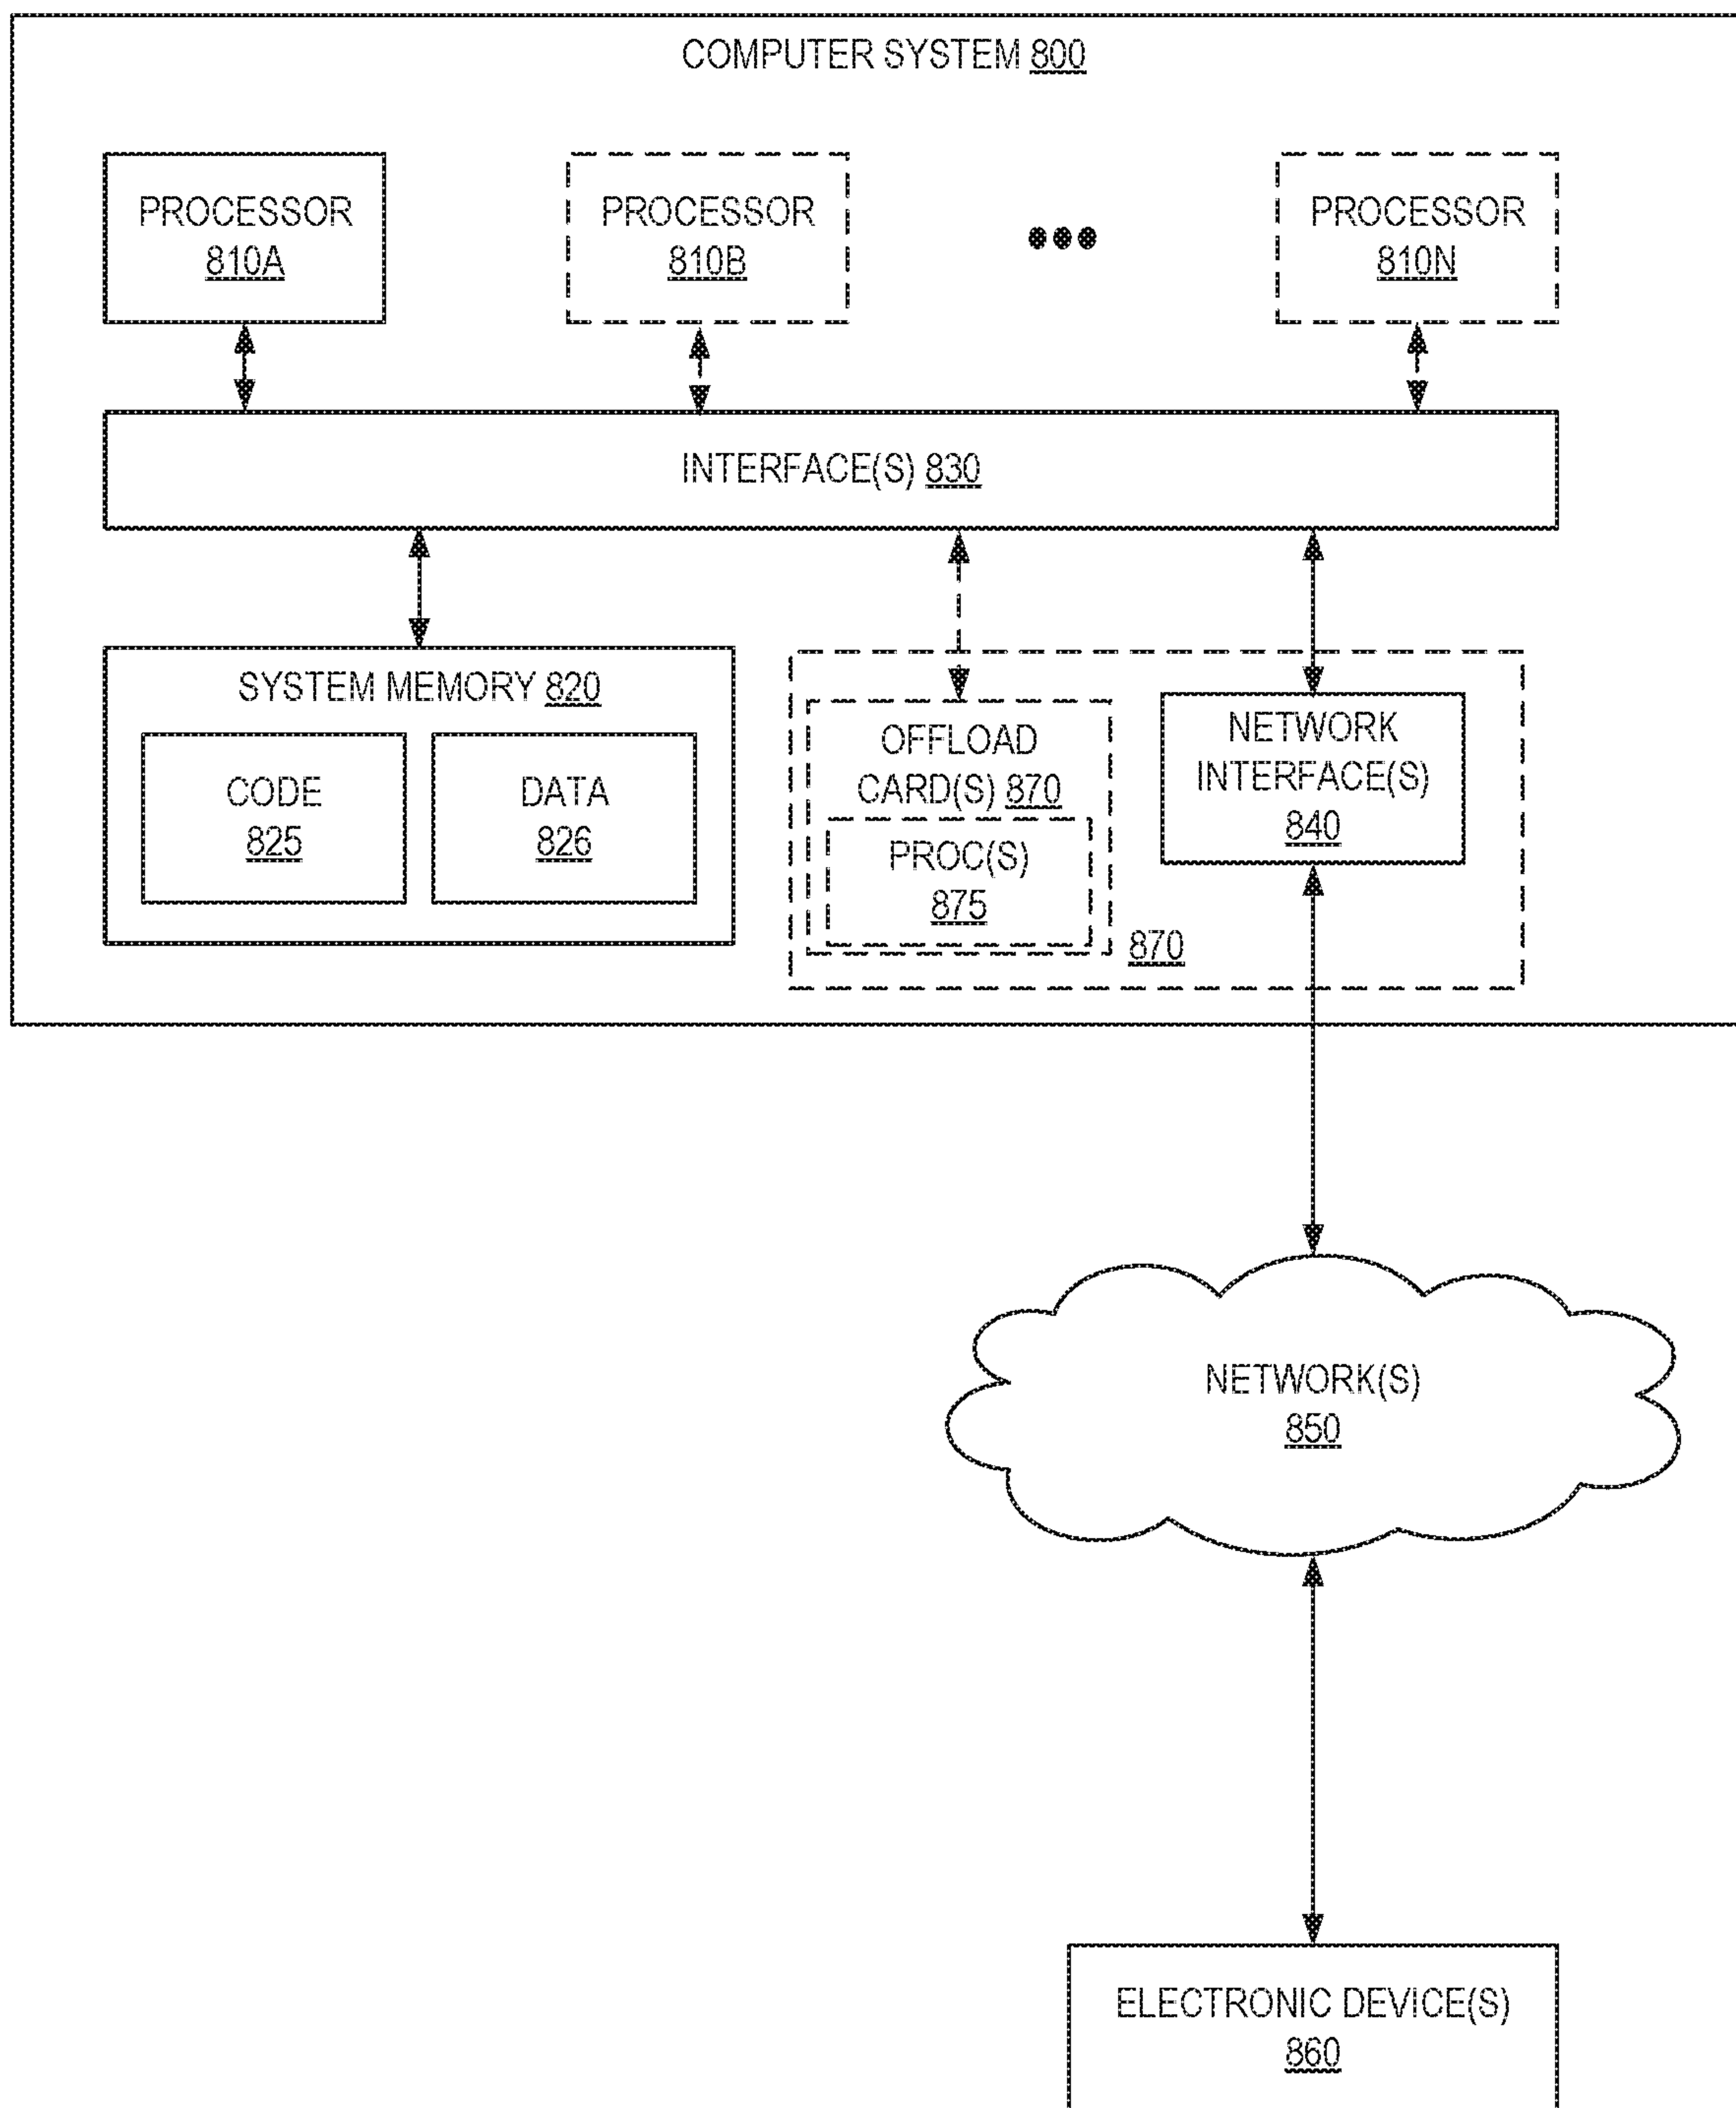 COMPUTER SYSTEM 800
PROCESSOR
810A
PROCESSOR
810B
PROCESSOR
810N
INTERFACE(S) 830
SYSTEM MEMORY 820
CODE
825
DATA
826
OFFLOAD
CARD(S) 870
PROC(S)
875
870
NETWORK
INTERFACE(S)
840
NETWORK(S)
850
ELECTRONIC DEVICE(S)
860